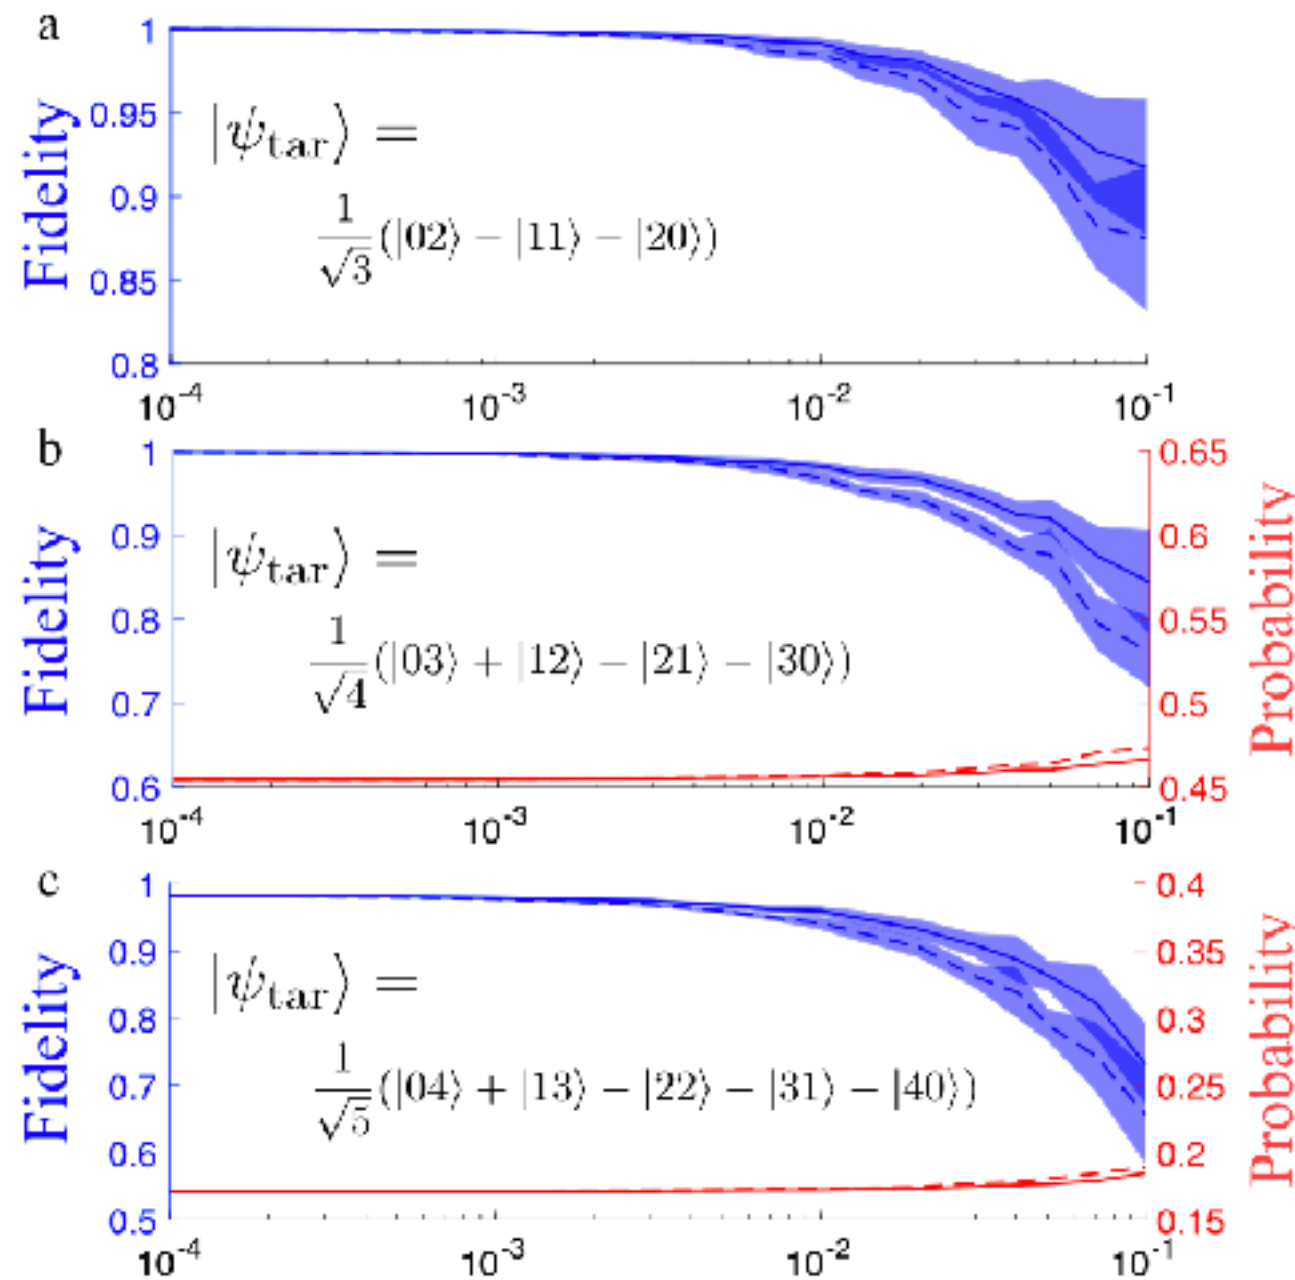 a
Fidelity
1
0.95
0.9
0.85
0.8
|ψ_tar⟩ =
1/√3 (|02⟩ − |11⟩ − |20⟩)
10^-4 10^-3 10^-2 10^-1
b
Fidelity
1
0.9
0.8
0.7
0.6
|ψ_tar⟩ =
1/√4 (|03⟩ + |12⟩ − |21⟩ − |30⟩)
0.65
0.6
0.55
0.5
0.45
Probability
10^-4 10^-3 10^-2 10^-1
c
Fidelity
1
0.9
0.8
0.7
0.6
0.5
|ψ_tar⟩ =
1/√5 (|04⟩ + |13⟩ − |22⟩ − |31⟩ − |40⟩)
0.4
0.35
0.3
0.25
0.2
0.15
Probability
10^-4 10^-3 10^-2 10^-1